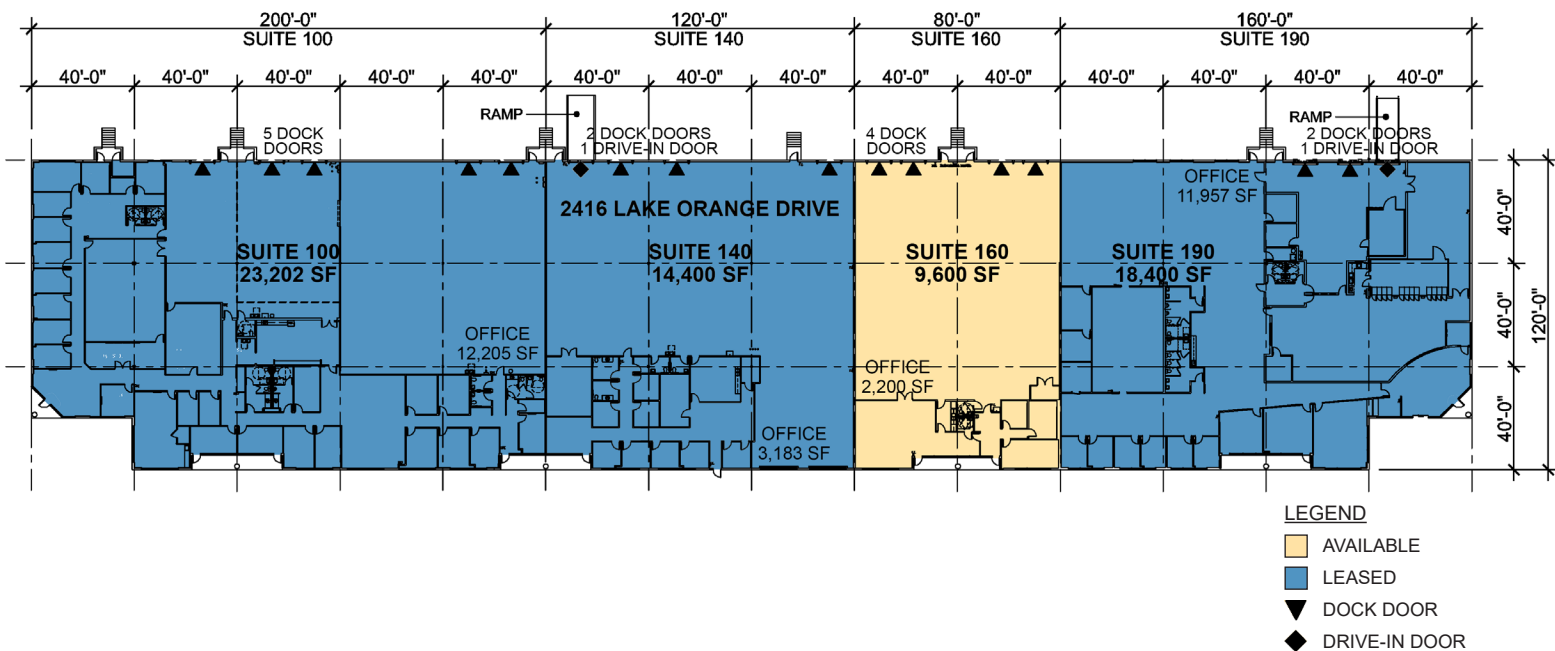 200'-0" 120'-0" 80'-0" 160'-0"
SUITE 100 SUITE 140 SUITE 160 SUITE 190
40'-0" 40'-0" 40'-0" 40'-0" 40'-0" 40'-0" 40'-0" 40'-0" 40'-0" 40'-0" 40'-0" 40'-0" 40'-0" 40'-0"
RAMP
RAMP
5 DOCK
DOORS
2 DOCK DOORS
1 DRIVE-IN DOOR
4 DOCK
DOORS
2 DOCK DOORS
1 DRIVE-IN DOOR
OFFICE
11,957 SF
2416 LAKE ORANGE DRIVE
SUITE 100
23,202 SF
SUITE 140
14,400 SF
SUITE 160
9,600 SF
SUITE 190
18,400 SF
OFFICE
12,205 SF
OFFICE
2,200 SF
OFFICE
3,183 SF
40'-0"
40'-0"
40'-0"
120'-0"
LEGEND
AVAILABLE
LEASED
DOCK DOOR
DRIVE-IN DOOR